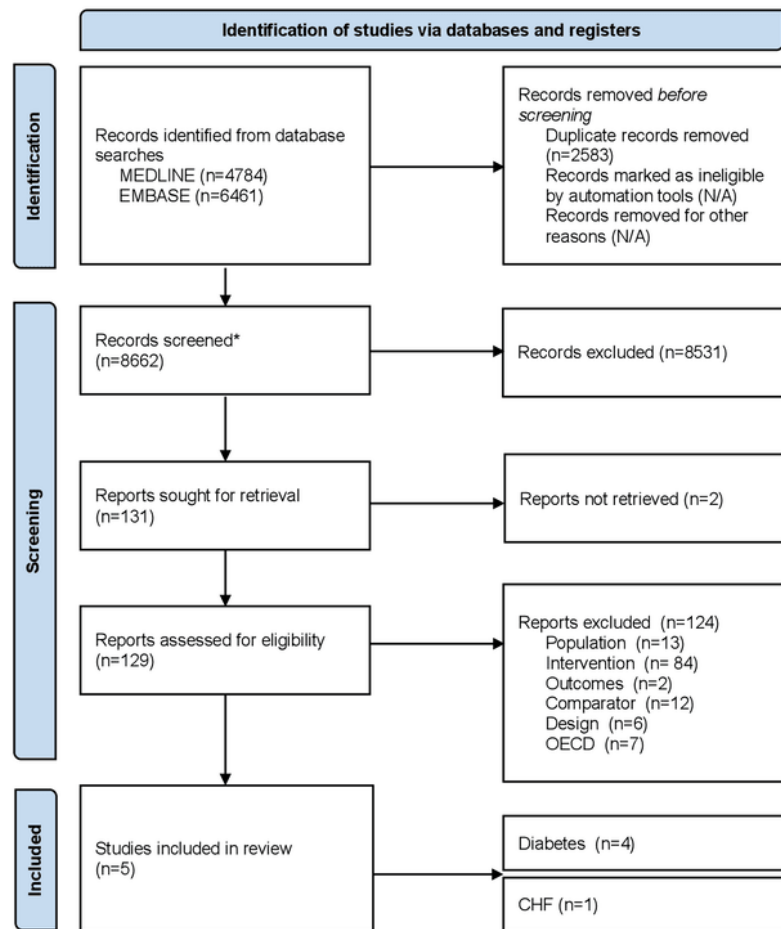 Identification of studies via databases and registers
Identification
Records identified from database
searches
MEDLINE (n=4784)
EMBASE (n=6461)
Records removed before
screening
Duplicate records removed
(n=2583)
Records marked as ineligible
by automation tools (N/A)
Records removed for other
reasons (N/A)
Screening
Records screened*
(n=8662)
Records excluded (n=8531)
Reports sought for retrieval
(n=131)
Reports not retrieved (n=2)
Reports assessed for eligibility
(n=129)
Reports excluded (n=124)
Population (n=13)
Intervention (n= 84)
Outcomes (n=2)
Comparator (n=12)
Design (n=6)
OECD (n=7)
Included
Studies included in review
(n=5)
Diabetes (n=4)
CHF (n=1)